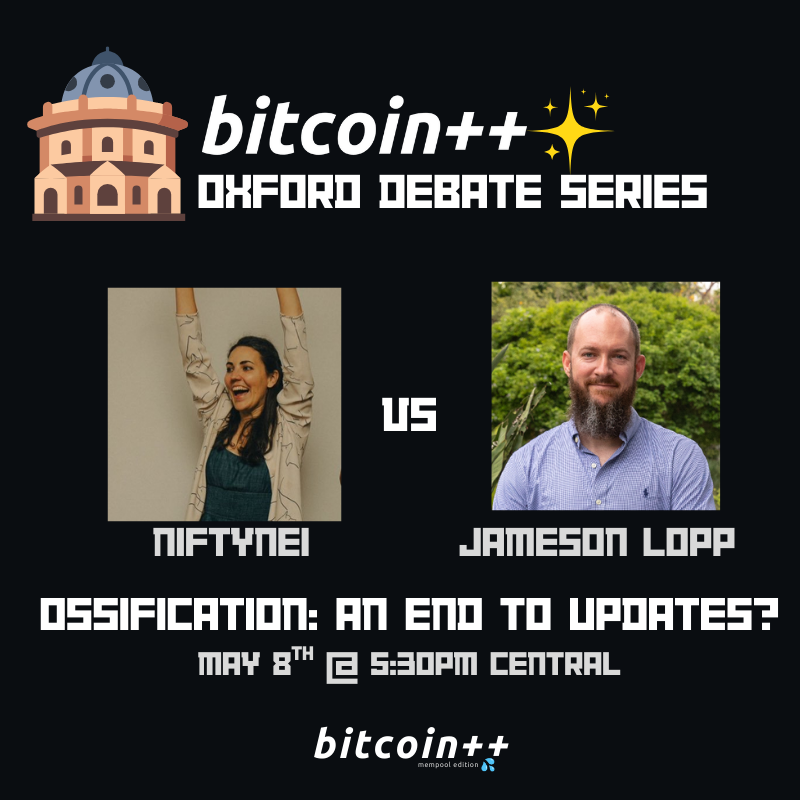 bitcoin++
OXFORD DEBATE SERIES
VS
NIFTYNEI
JAMESON LOPP
OSSIFICATION: AN END TO UPDATES?
MAY 8TH @ 5:30PM CENTRAL
bitcoin++
mempool edition